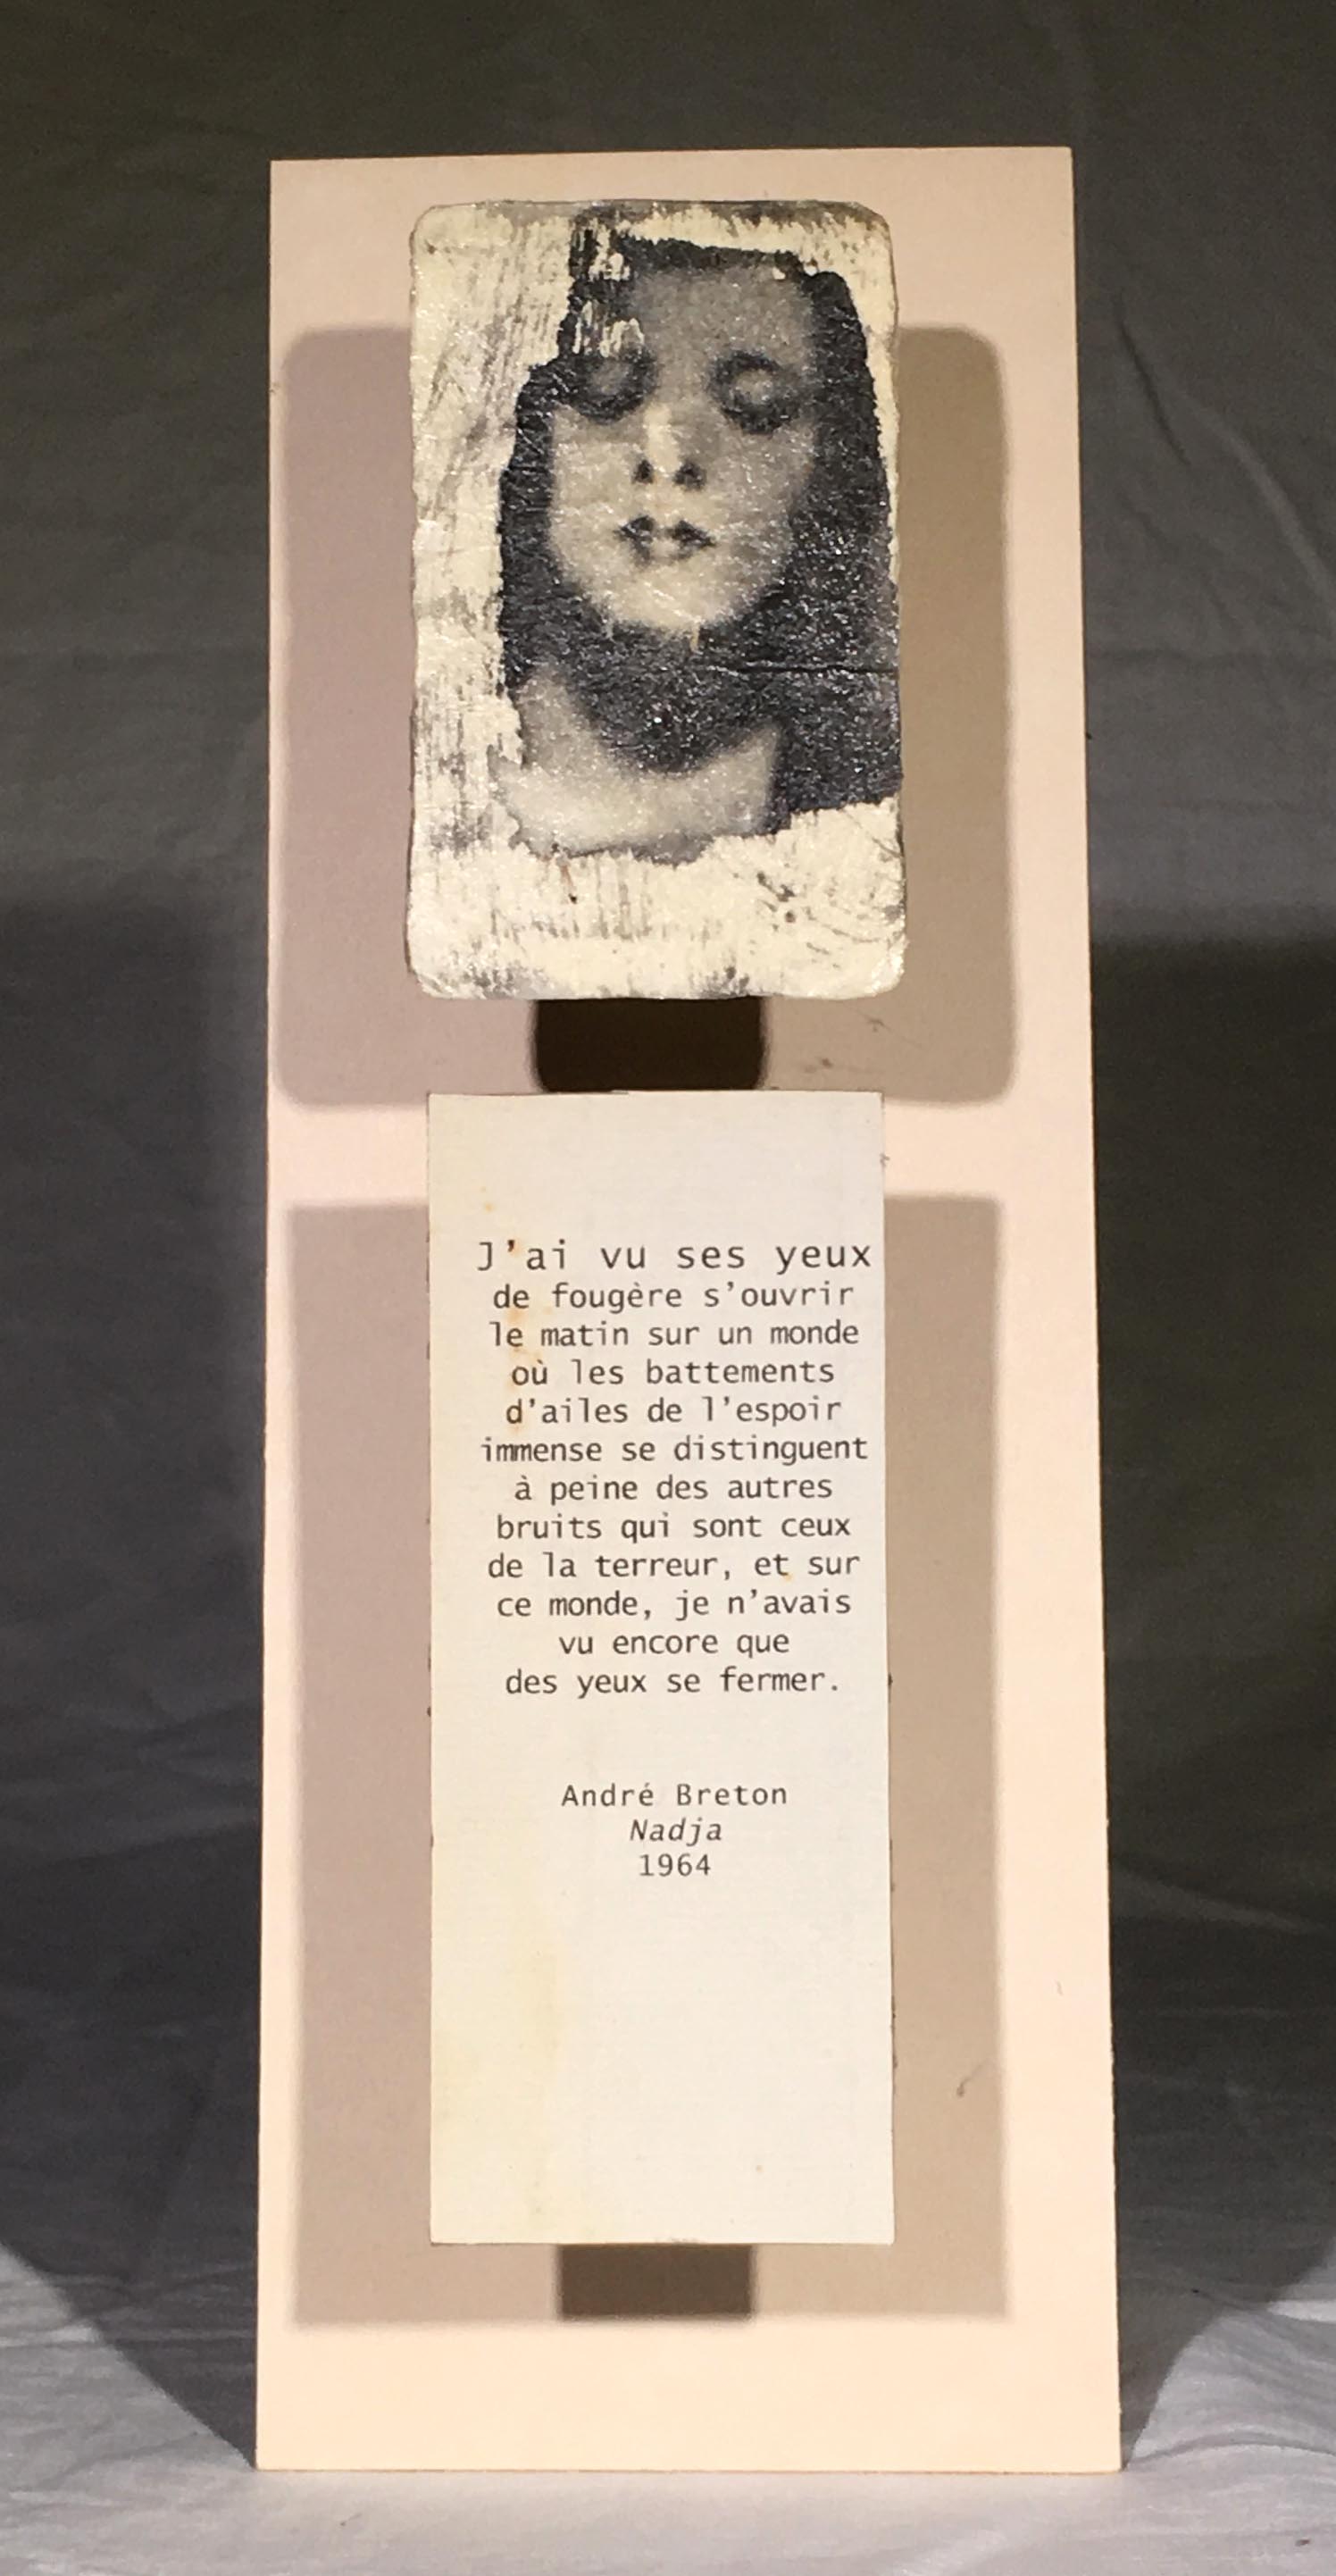 J'ai vu ses yeux
de fougère s'ouvrir
le matin sur un monde
où les battements
d'ailes de l'espoir
immense se distinguent
à peine des autres
bruits qui sont ceux
de la terreur, et sur
ce monde, je n'avais
vu encore que
des yeux se fermer.
André Breton
Nadja
1964